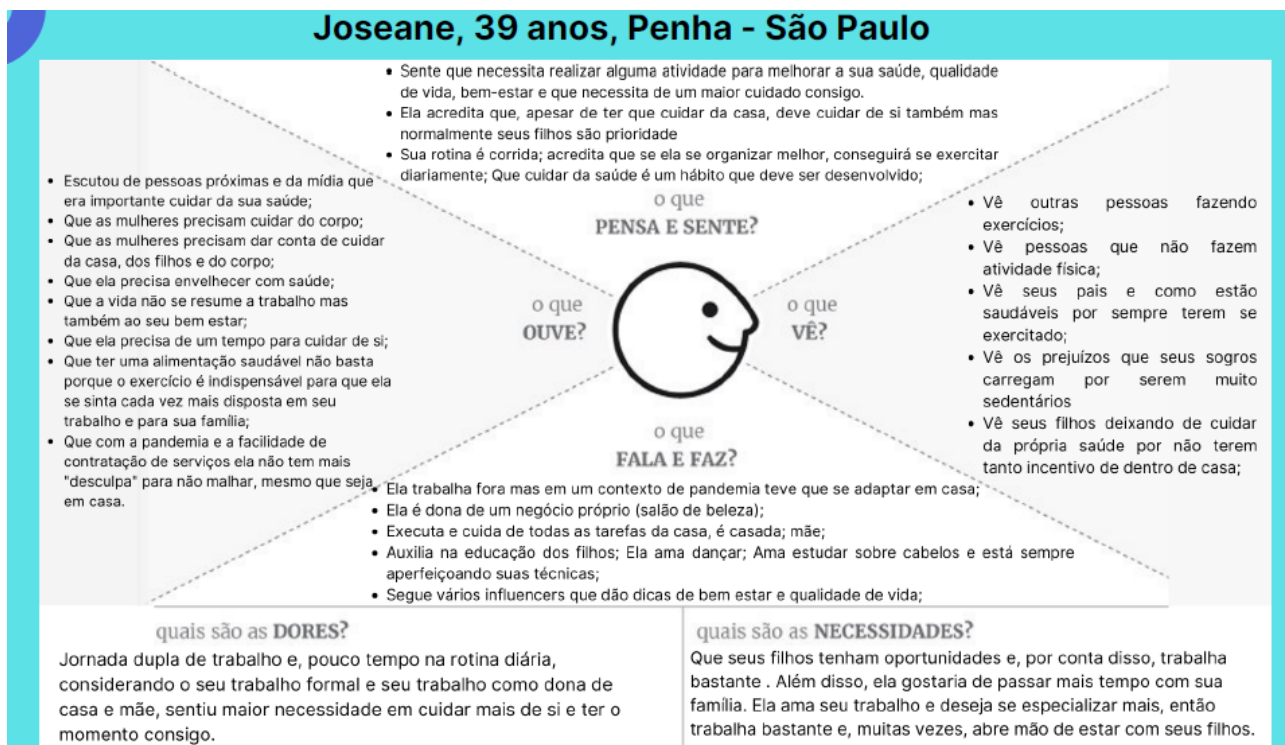 Joseane, 39 anos, Penha - São Paulo
• Sente que necessita realizar alguma atividade para melhorar a sua saúde, qualidade
de vida, bem-estar e que necessita de um maior cuidado consigo.
• Ela acredita que, apesar de ter que cuidar da casa, deve cuidar de si também mas
normalmente seus filhos são prioridade
• Sua rotina é corrida; acredita que se ela se organizar melhor, conseguirá se exercitar
diariamente; Que cuidar da saúde é um hábito que deve ser desenvolvido;
o que
PENSA E SENTE?
• Escutou de pessoas próximas e da mídia que
era importante cuidar da sua saúde;
• Que as mulheres precisam cuidar do corpo;
• Que as mulheres precisam dar conta de cuidar
da casa, dos filhos e do corpo;
• Que ela precisa envelhecer com saúde;
• Que a vida não se resume a trabalho mas
também ao seu bem estar;
• Que ela precisa de um tempo para cuidar de si;
• Que ter uma alimentação saudável não basta
porque o exercício é indispensável para que ela
se sinta cada vez mais disposta em seu
trabalho e para sua família;
• Que com a pandemia e a facilidade de
contratação de serviços ela não tem mais
"desculpa" para não malhar, mesmo que seja
em casa.
o que
OUVE?
o que
VÊ?
• Vê outras pessoas fazendo
exercícios;
• Vê pessoas que não fazem
atividade física;
• Vê seus pais e como estão
saudáveis por sempre terem se
exercitado;
• Vê os prejuízos que seus sogros
carregam por serem muito
sedentários
• Vê seus filhos deixando de cuidar
da própria saúde por não terem
tanto incentivo de dentro de casa;
o que
FALA E FAZ?
• Ela trabalha fora mas em um contexto de pandemia teve que se adaptar em casa;
• Ela é dona de um negócio próprio (salão de beleza);
• Executa e cuida de todas as tarefas da casa, é casada; mãe;
• Auxilia na educação dos filhos; Ela ama dançar; Ama estudar sobre cabelos e está sempre
aperfeiçoando suas técnicas;
• Segue vários influencers que dão dicas de bem estar e qualidade de vida;
quais são as DORES?
Jornada dupla de trabalho e, pouco tempo na rotina diária,
considerando o seu trabalho formal e seu trabalho como dona de
casa e mãe, sentiu maior necessidade em cuidar mais de si e ter o
momento consigo.
quais são as NECESSIDADES?
Que seus filhos tenham oportunidades e, por conta disso, trabalha
bastante . Além disso, ela gostaria de passar mais tempo com sua
família. Ela ama seu trabalho e deseja se especializar mais, então
trabalha bastante e, muitas vezes, abre mão de estar com seus filhos.